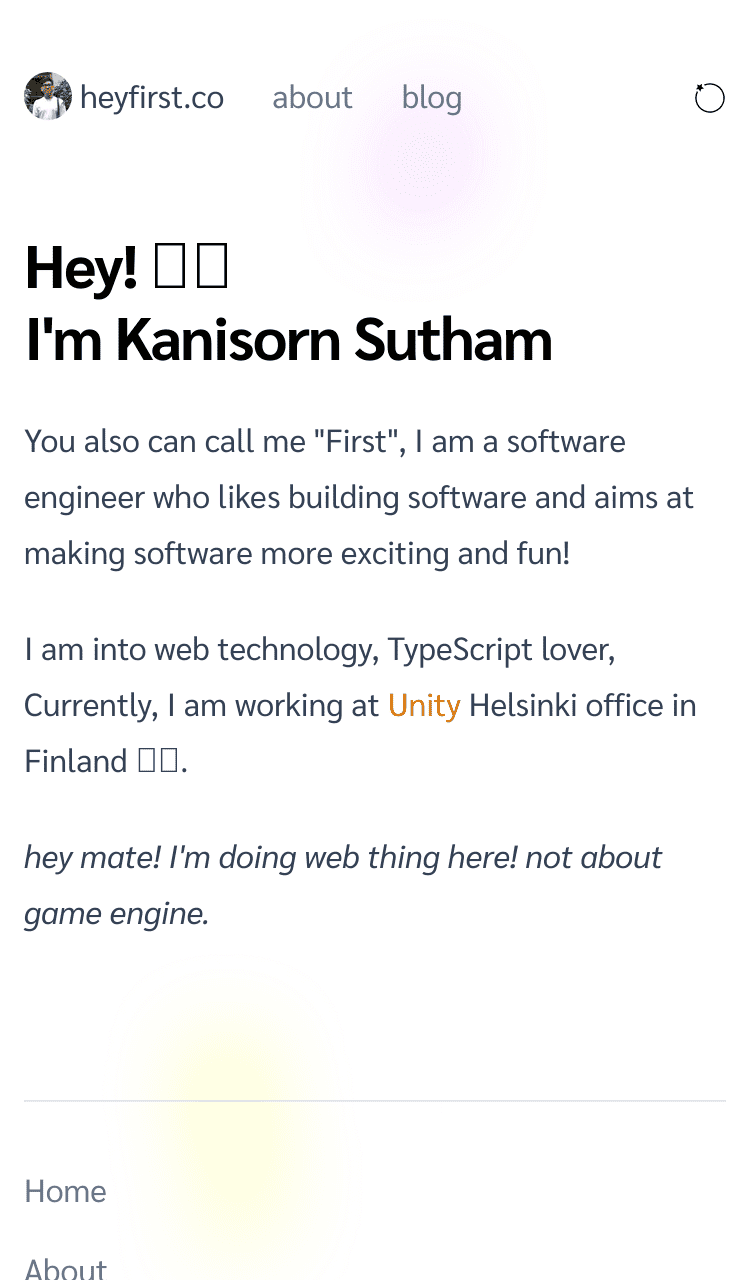 heyfirst.co about blog
Hey! 
I'm Kanisorn Sutham
You also can call me "First", I am a software
engineer who likes building software and aims at
making software more exciting and fun!
I am into web technology, TypeScript lover,
Currently, I am working at Unity Helsinki office in
Finland .
hey mate! I'm doing web thing here! not about
game engine.
Home
About